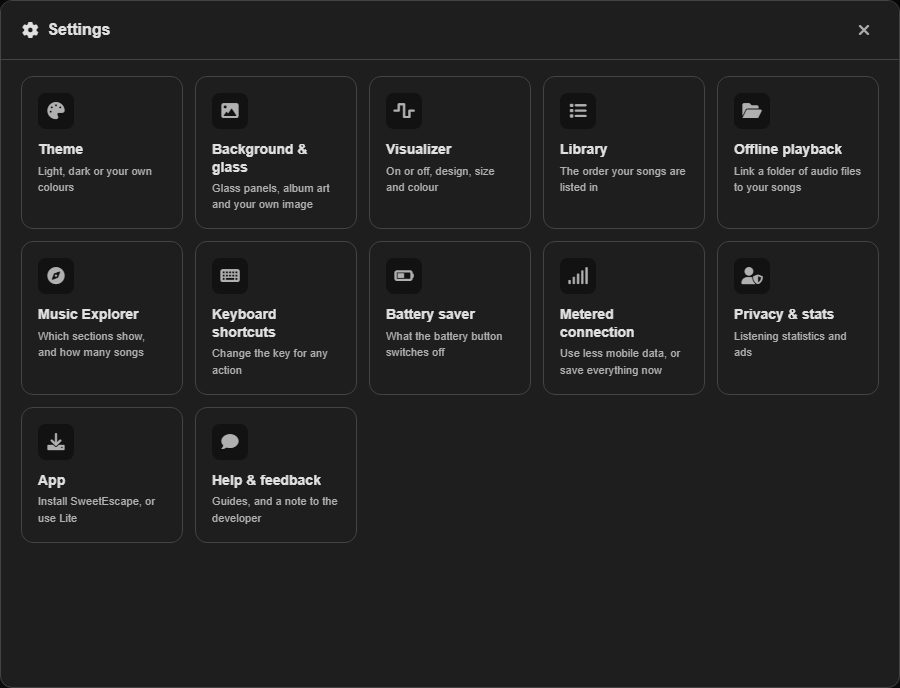 Settings
Theme
Light, dark or your own
colours
Background &
glass
Glass panels, album art
and your own image
Visualizer
On or off, design, size
and colour
Library
The order your songs are
listed in
Offline playback
Link a folder of audio files
to your songs
Music Explorer
Which sections show,
and how many songs
Keyboard
shortcuts
Change the key for any
action
Battery saver
What the battery button
switches off
Metered
connection
Use less mobile data, or
save everything now
Privacy & stats
Listening statistics and
ads
App
Install SweetEscape, or
use Lite
Help & feedback
Guides, and a note to the
developer